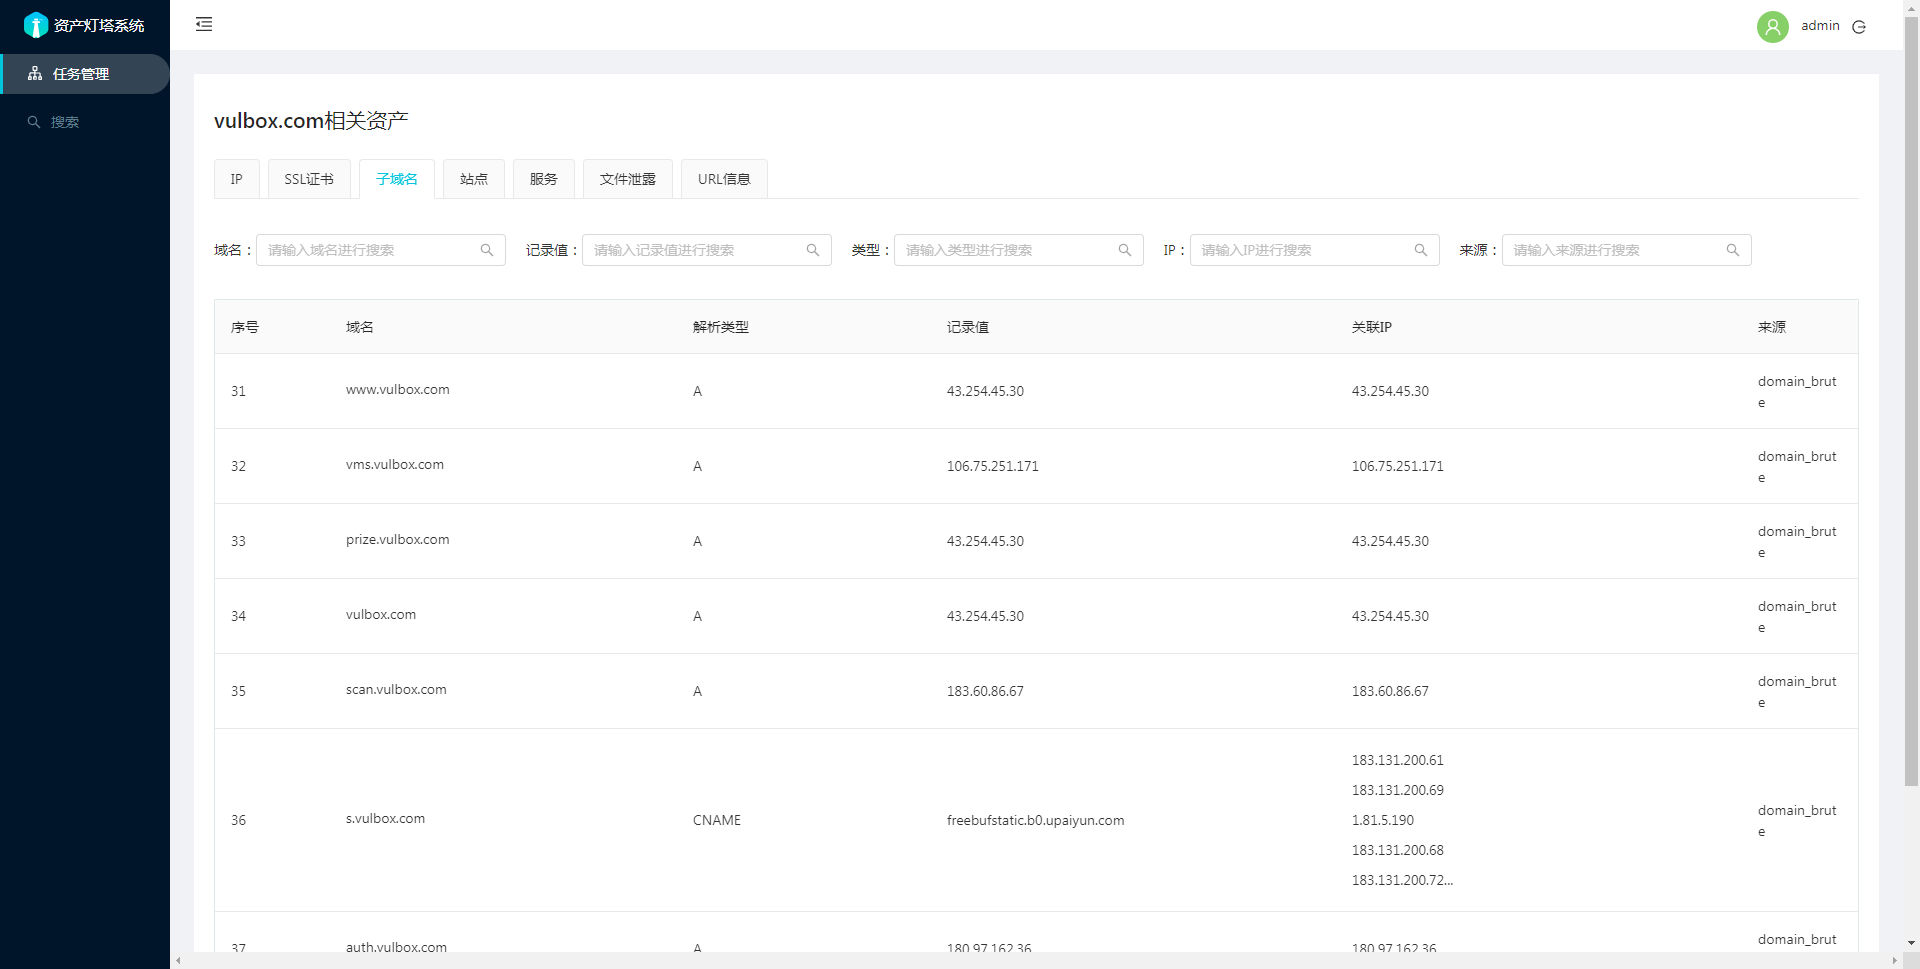 资产灯塔系统
admin
任务管理
搜索
vulbox.com相关资产
IP SSL证书 子域名 站点 服务 文件泄露 URL信息
域名： 请输入域名进行搜索 记录值： 请输入记录值进行搜索 类型： 请输入类型进行搜索 IP： 请输入IP进行搜索 来源： 请输入来源进行搜索
序号 域名 解析类型 记录值 关联IP 来源
31 www.vulbox.com A 43.254.45.30 43.254.45.30 domain_brut
e
32 vms.vulbox.com A 106.75.251.171 106.75.251.171 domain_brut
e
33 prize.vulbox.com A 43.254.45.30 43.254.45.30 domain_brut
e
34 vulbox.com A 43.254.45.30 43.254.45.30 domain_brut
e
35 scan.vulbox.com A 183.60.86.67 183.60.86.67 domain_brut
e
183.131.200.61
183.131.200.69
36 s.vulbox.com CNAME freebufstatic.b0.upaiyun.com 1.81.5.190 domain_brut
e
183.131.200.68
183.131.200.72...
37 auth.vulbox.com A 180.97.162.36 180.97.162.36 domain_brut